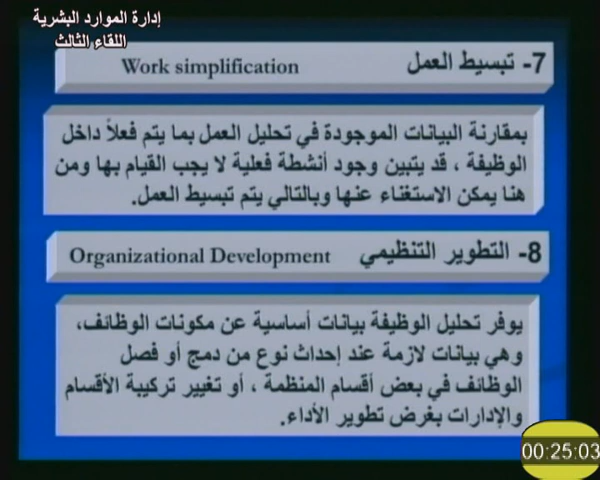 إدارة الموارد البشرية
اللقاء الثالث
7- تبسيط العمل Work simplification
بمقارنة البيانات الموجودة في تحليل العمل بما يتم فعلاً داخل
الوظيفة ، قد يتبين وجود أنشطة فعلية لا يجب القيام بها ومن
هنا يمكن الاستغناء عنها وبالتالي يتم تبسيط العمل.
8- التطوير التنظيمي Organizational Development
يوفر تحليل الوظيفة بيانات أساسية عن مكونات الوظائف،
وهي بيانات لازمة عند إحداث نوع من دمج أو فصل
الوظائف في بعض أقسام المنظمة ، أو تغيير تركيبة الأقسام
والإدارات بغرض تطوير الأداء.
00:25:03